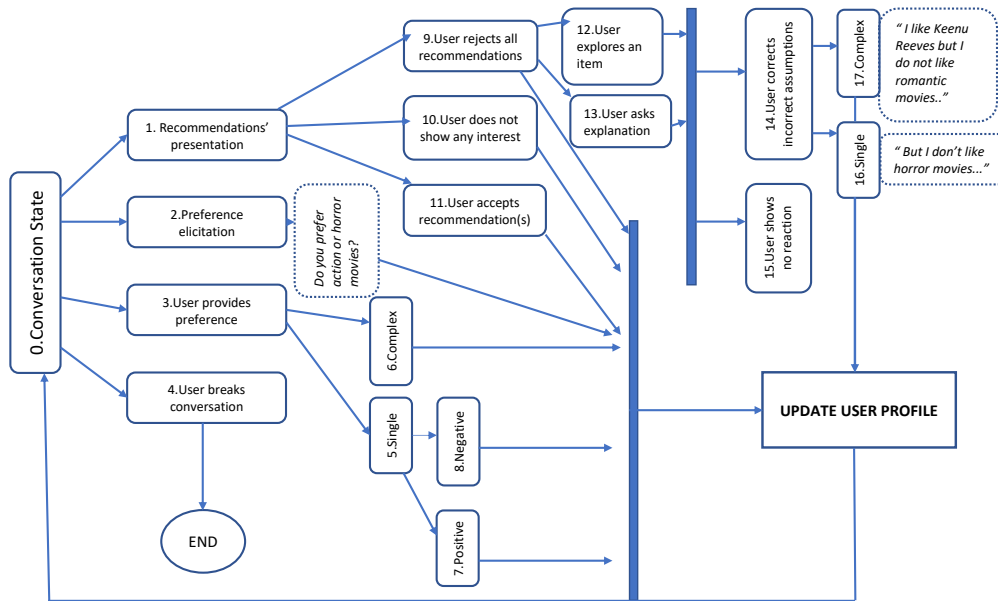 0.Conversation State
1. Recommendations'
presentation
2.Preference
elicitation
Do you prefer
action or horror
movies?
3.User provides
preference
4.User breaks
conversation
END
9.User rejects all
recommendations
10.User does not
show any interest
11.User accepts
recommendation(s)
6.Complex
5.Single
8.Negative
7.Positive
12.User
explores an
item
13.User asks
explanation
14.User corrects
incorrect assumptions
15.User shows
no reaction
17.Complex
16.Single
“ I like Keenu
Reeves but I
do not like
romantic
movies..”
“ But I don’t like
horror movies...”
UPDATE USER PROFILE